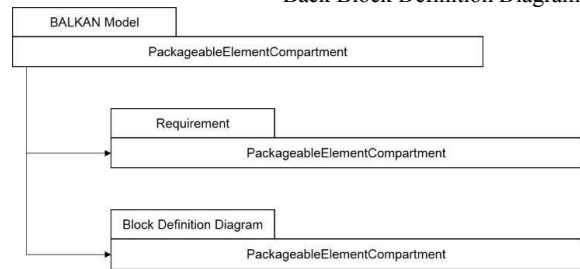 Back Block Definition Diagram
BALKAN Model
PackageableElementCompartment
Requirement
PackageableElementCompartment
Block Definition Diagram
PackageableElementCompartment